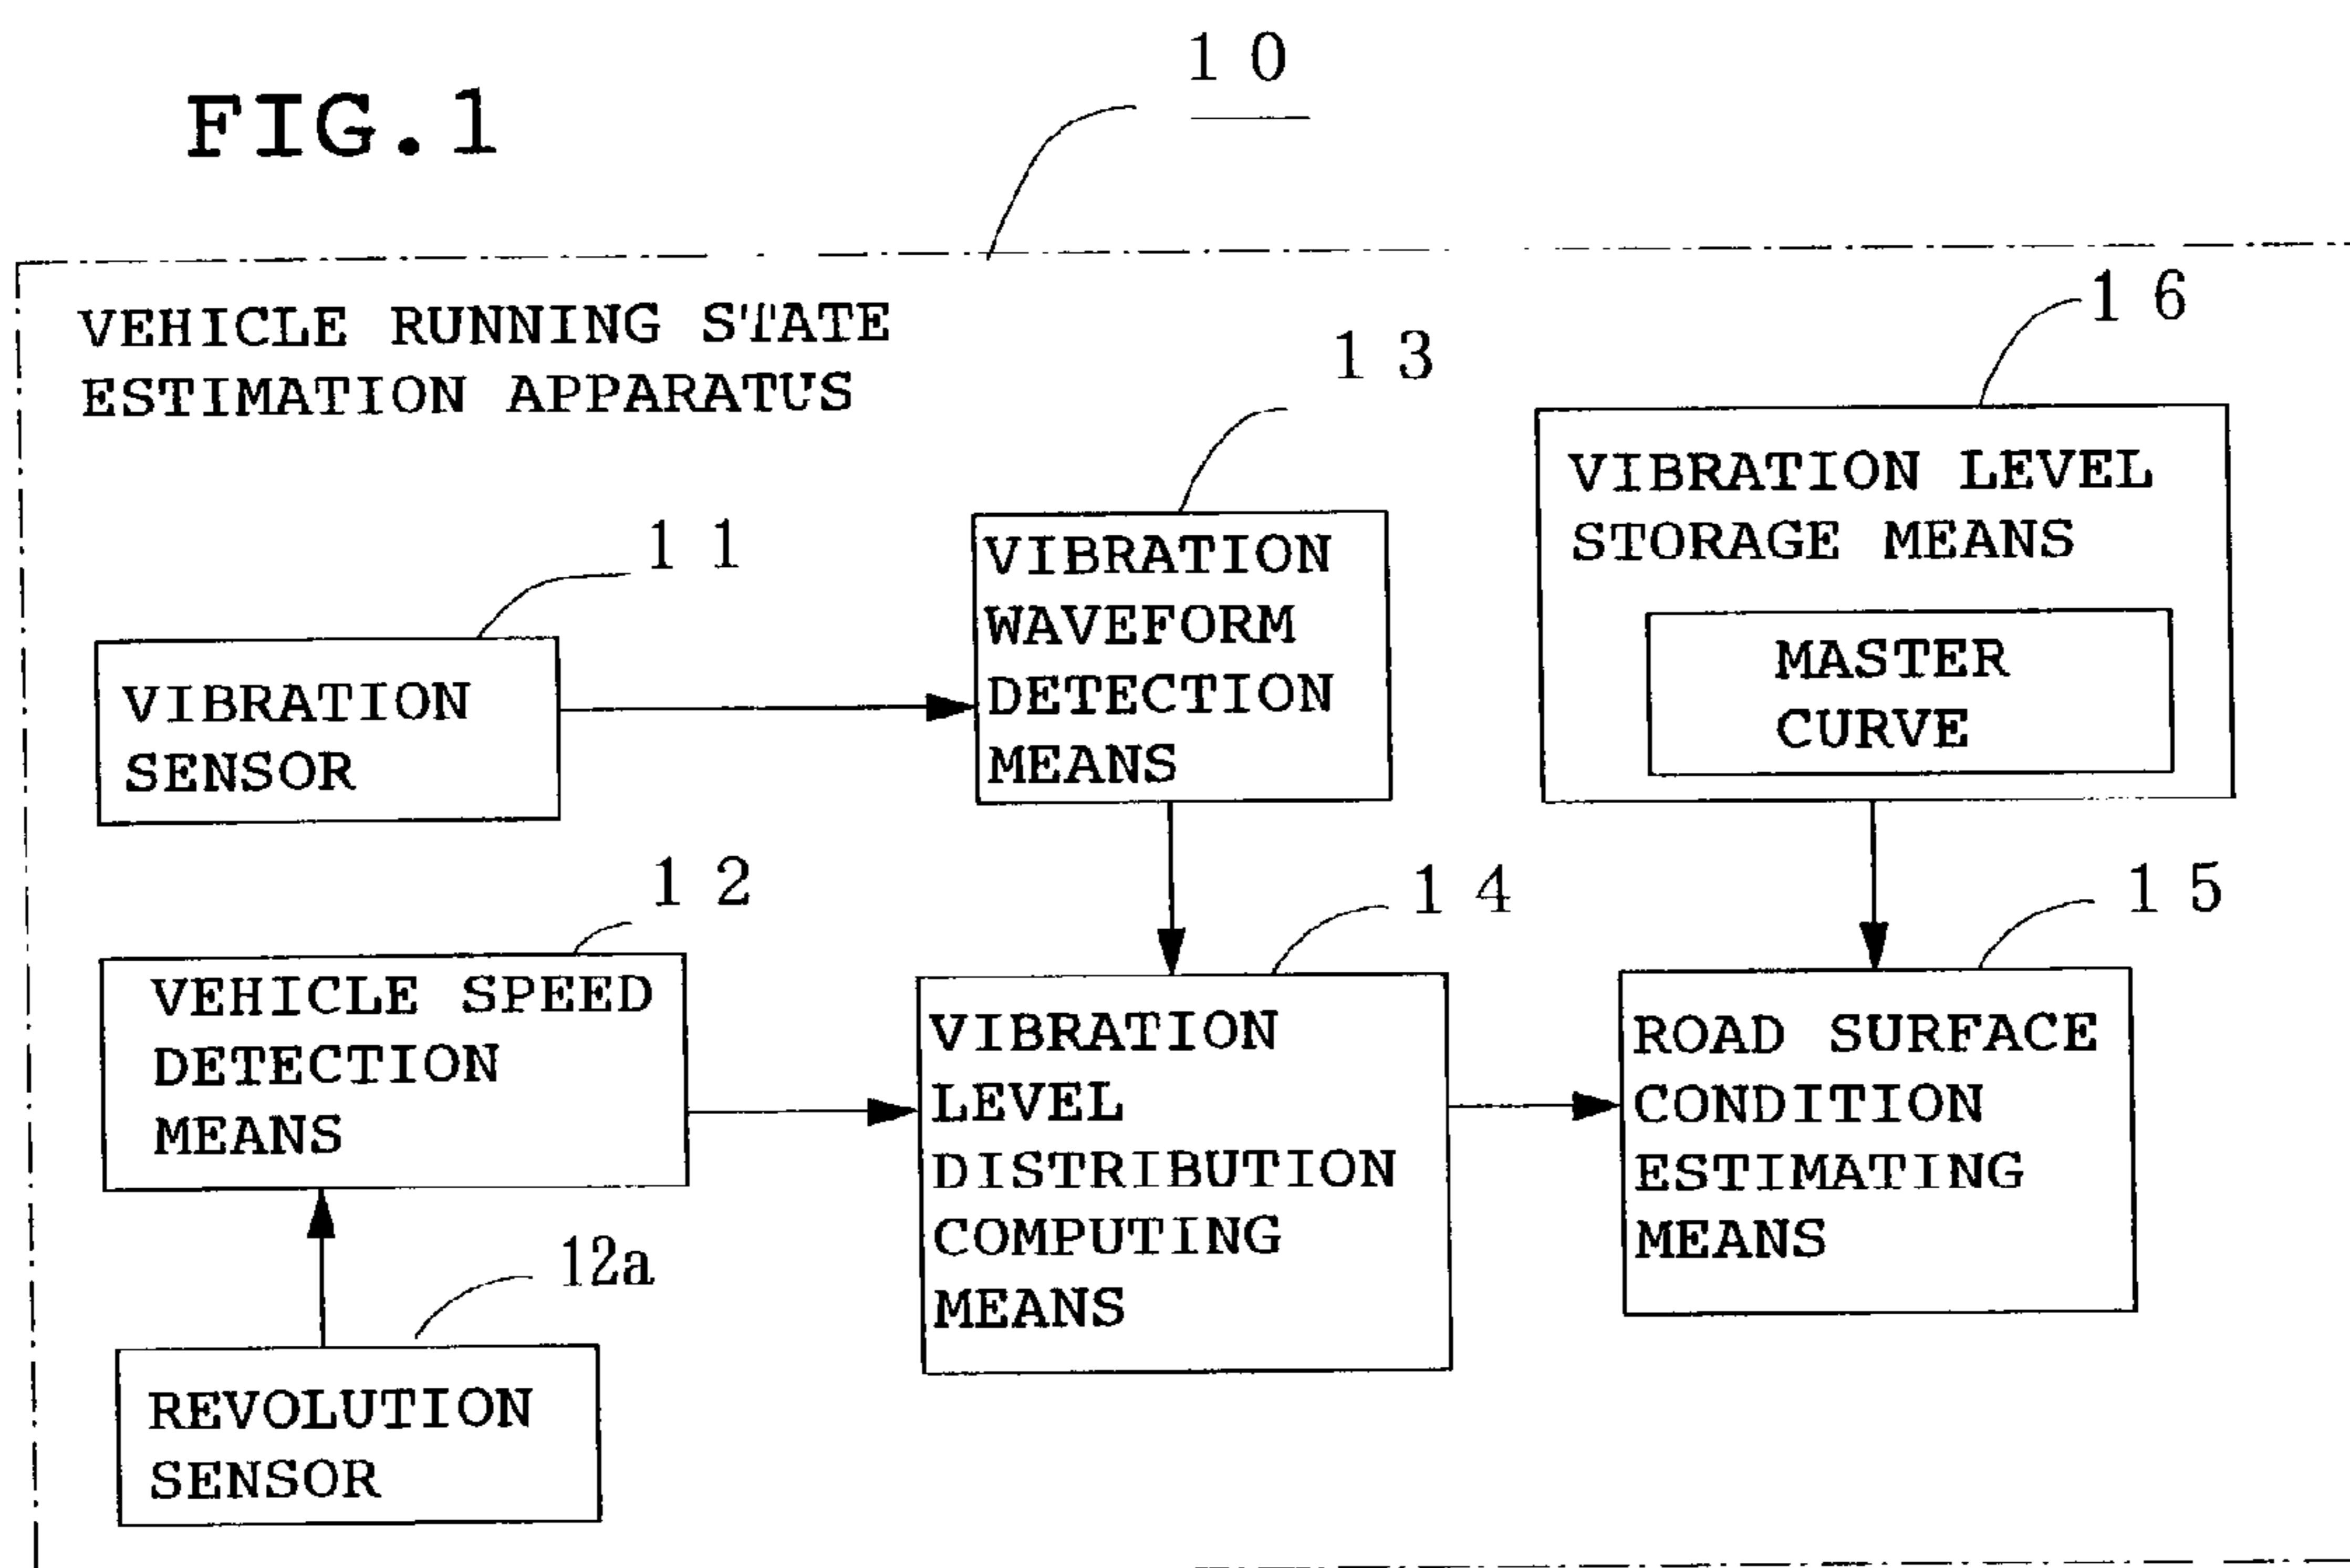 FIG.1
10
VEHICLE RUNNING STATE
ESTIMATION APPARATUS
11
VIBRATION
SENSOR
13
VIBRATION
WAVEFORM
DETECTION
MEANS
16
VIBRATION LEVEL
STORAGE MEANS
MASTER
CURVE
12
VEHICLE SPEED
DETECTION
MEANS
12a
REVOLUTION
SENSOR
14
VIBRATION
LEVEL
DISTRIBUTION
COMPUTING
MEANS
15
ROAD SURFACE
CONDITION
ESTIMATING
MEANS